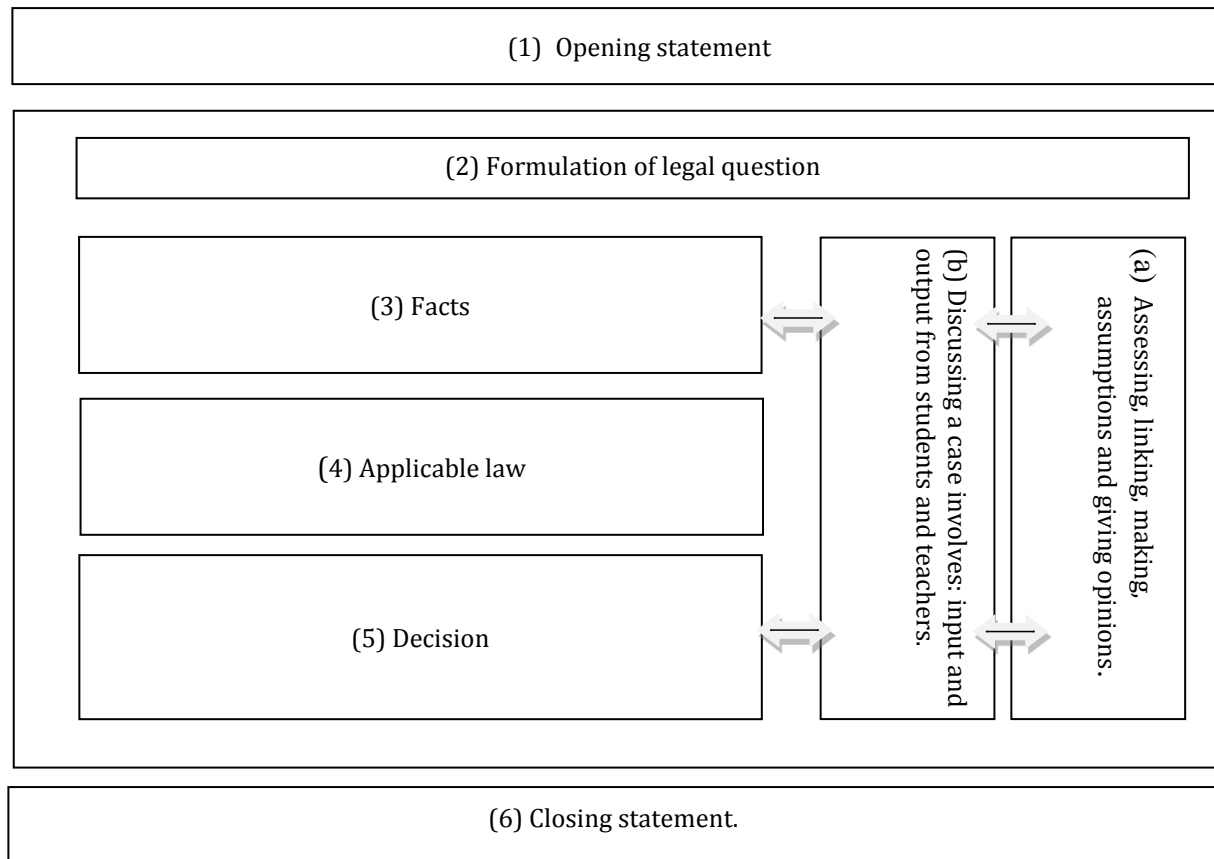 (1) Opening statement
(2) Formulation of legal question
(3) Facts
(4) Applicable law
(5) Decision
(b) Discussing a case involves: input and
output from students and teachers.
(a) Assessing, linking, making,
assumptions and giving opinions.
(6) Closing statement.